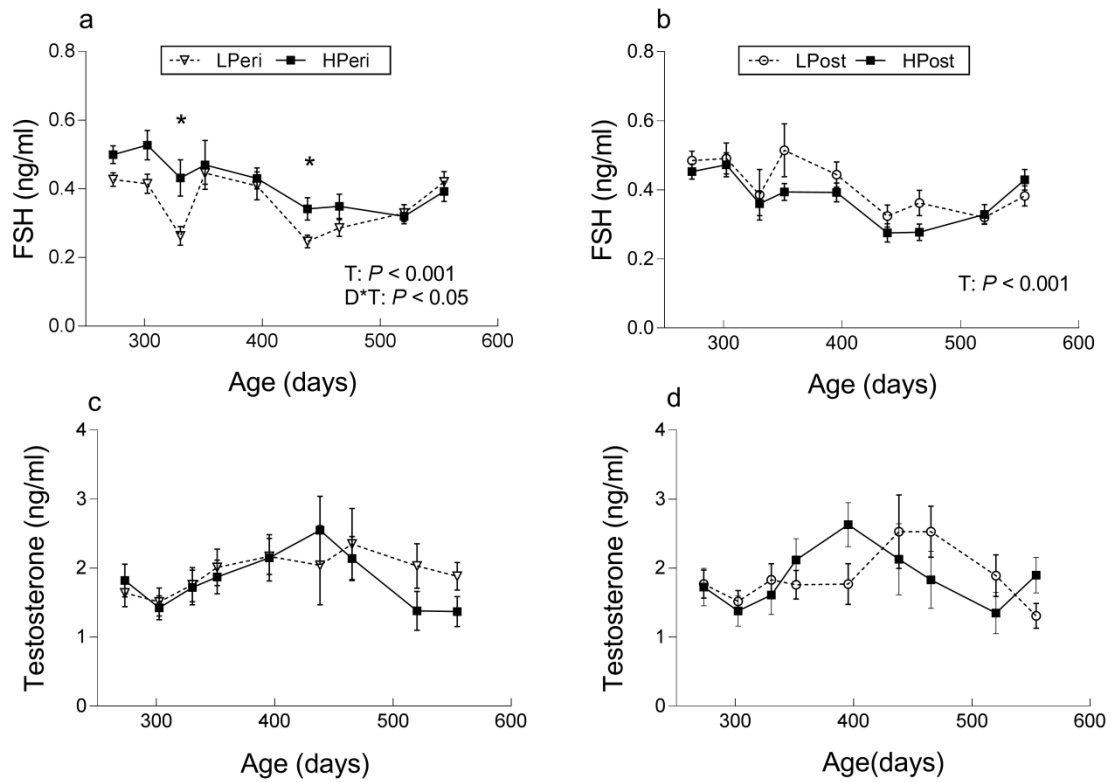 a
LPeri HPeri
0.8
0.6
0.4
0.2
0.0
FSH (ng/ml)
*
*
T: P < 0.001
D*T: P < 0.05
300 400 500 600
Age (days)
b
LPost HPost
0.8
0.6
0.4
0.2
0.0
FSH (ng/ml)
T: P < 0.001
300 400 500 600
Age (days)
c
4
3
2
1
0
Testosterone (ng/ml)
300 400 500 600
Age (days)
d
4
3
2
1
0
Testosterone (ng/ml)
300 400 500 600
Age(days)